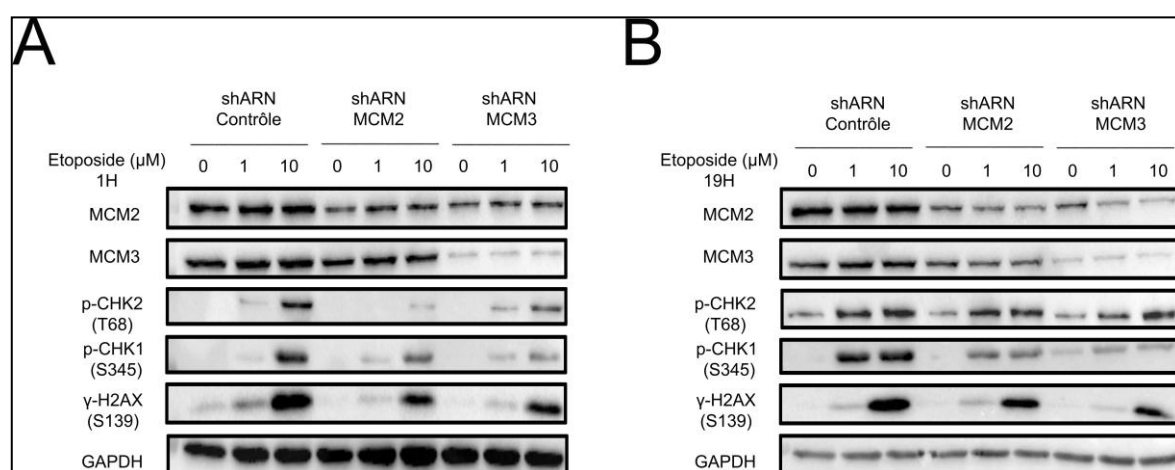 A
shARN
Contrôle
shARN
MCM2
shARN
MCM3
Etoposide (µM)
1H
0 1 10 0 1 10 0 1 10
MCM2
MCM3
p-CHK2
(T68)
p-CHK1
(S345)
γ-H2AX
(S139)
GAPDH
B
shARN
Contrôle
shARN
MCM2
shARN
MCM3
Etoposide (µM)
19H
0 1 10 0 1 10 0 1 10
MCM2
MCM3
p-CHK2
(T68)
p-CHK1
(S345)
γ-H2AX
(S139)
GAPDH